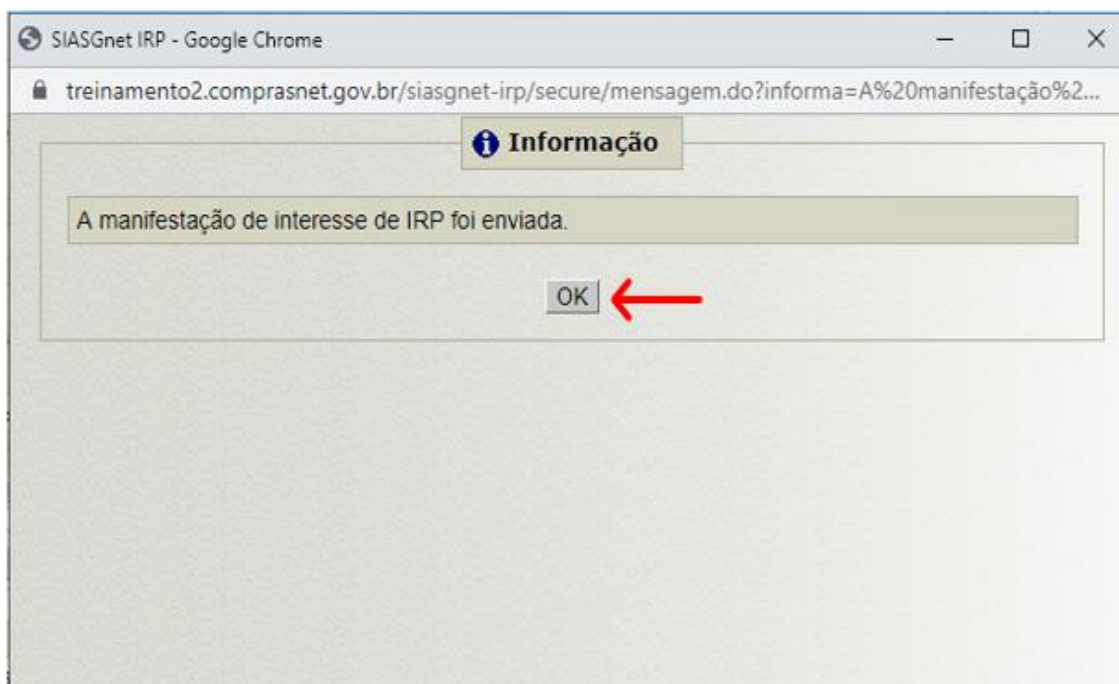 SIASGnet IRP - Google Chrome
treinamento2.comprasnet.gov.br/siasgnet-irp/secure/mensagem.do?informa=A%20manifestação%2...
Informação
A manifestação de interesse de IRP foi enviada.
OK